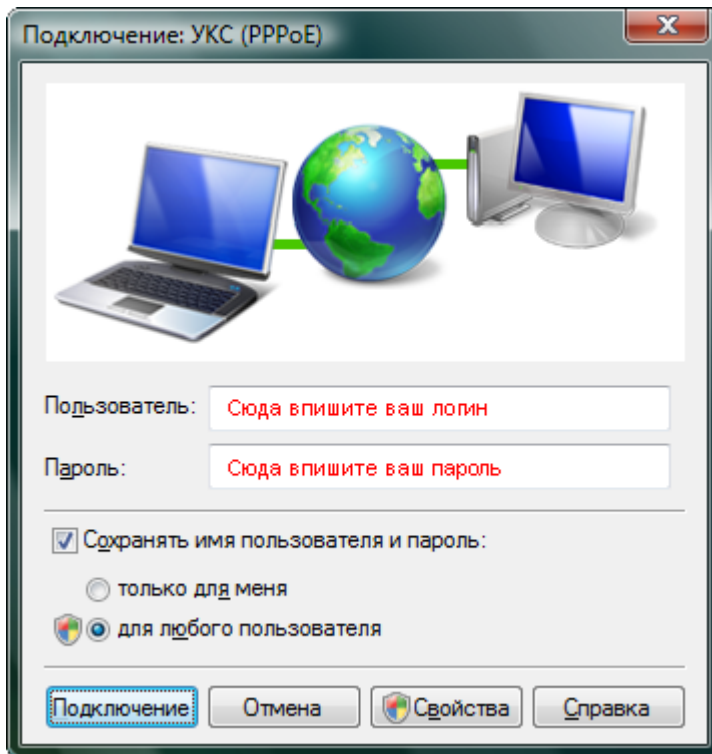 Подключение: УКС (PPPoE)
Пользователь: Сюда впишите ваш логин
Пароль: Сюда впишите ваш пароль
Сохранять имя пользователя и пароль:
только для меня
для любого пользователя
Подключение Отмена Свойства Справка